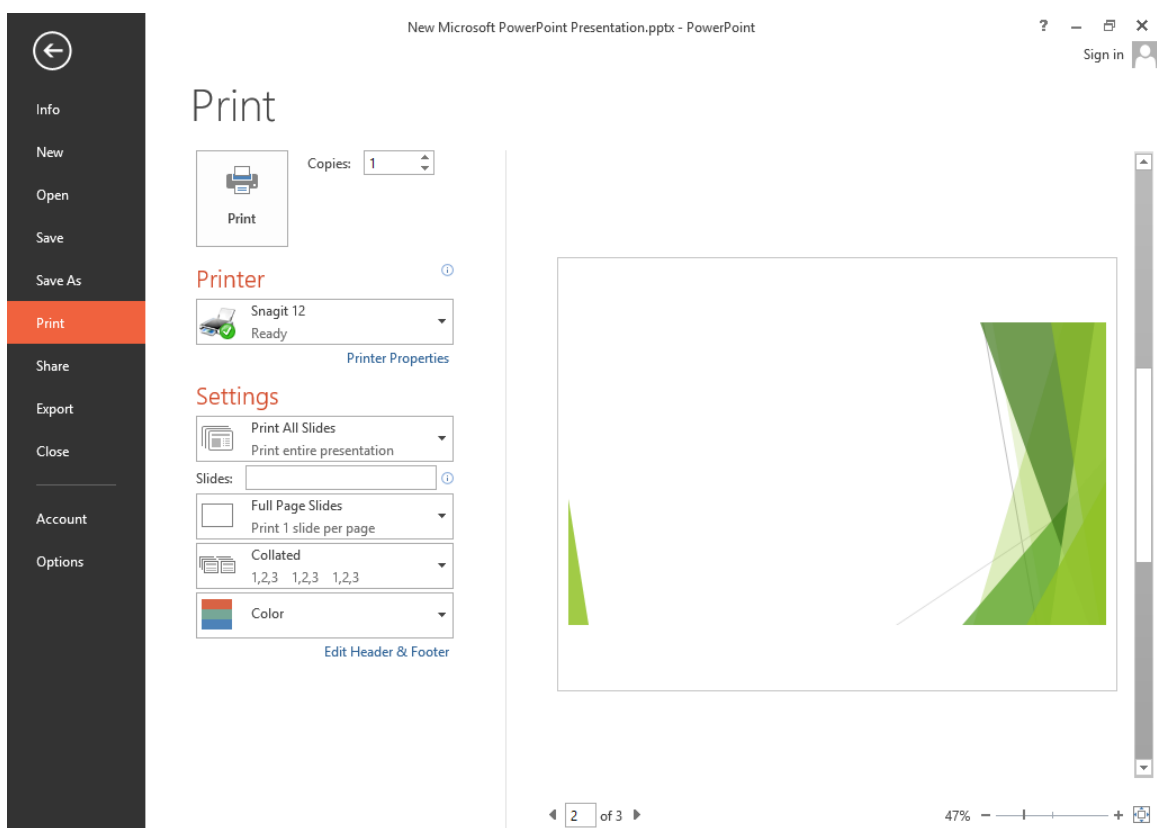 New Microsoft PowerPoint Presentation.pptx - PowerPoint
?
Sign in
Info
New
Open
Save
Save As
Print
Share
Export
Close
Account
Options
Print
Print
Copies: 1
Printer
Snagit 12
Ready
Printer Properties
Settings
Print All Slides
Print entire presentation
Slides:
Full Page Slides
Print 1 slide per page
Collated
1,2,3 1,2,3 1,2,3
Color
Edit Header & Footer
2 of 3
47%